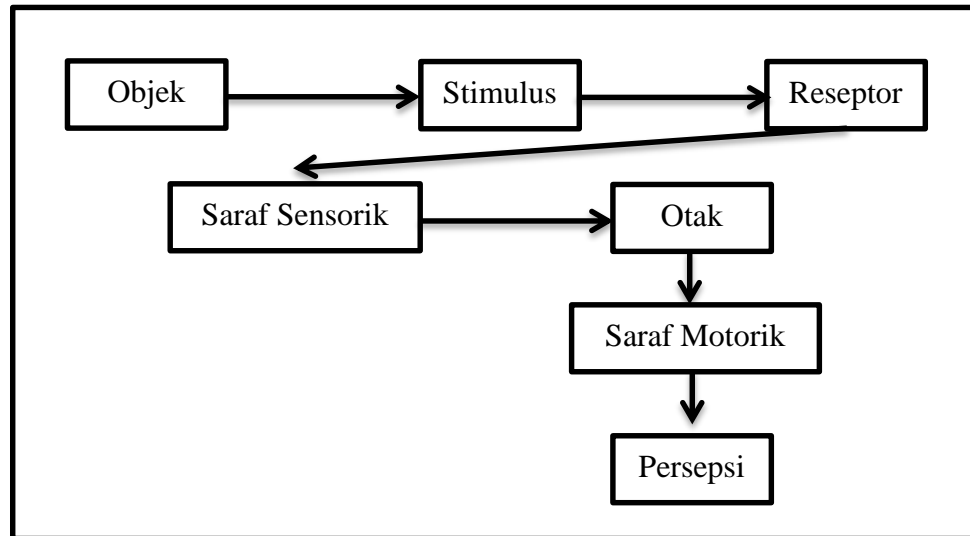 Objek
Stimulus
Reseptor
Saraf Sensorik
Otak
Saraf Motorik
Persepsi